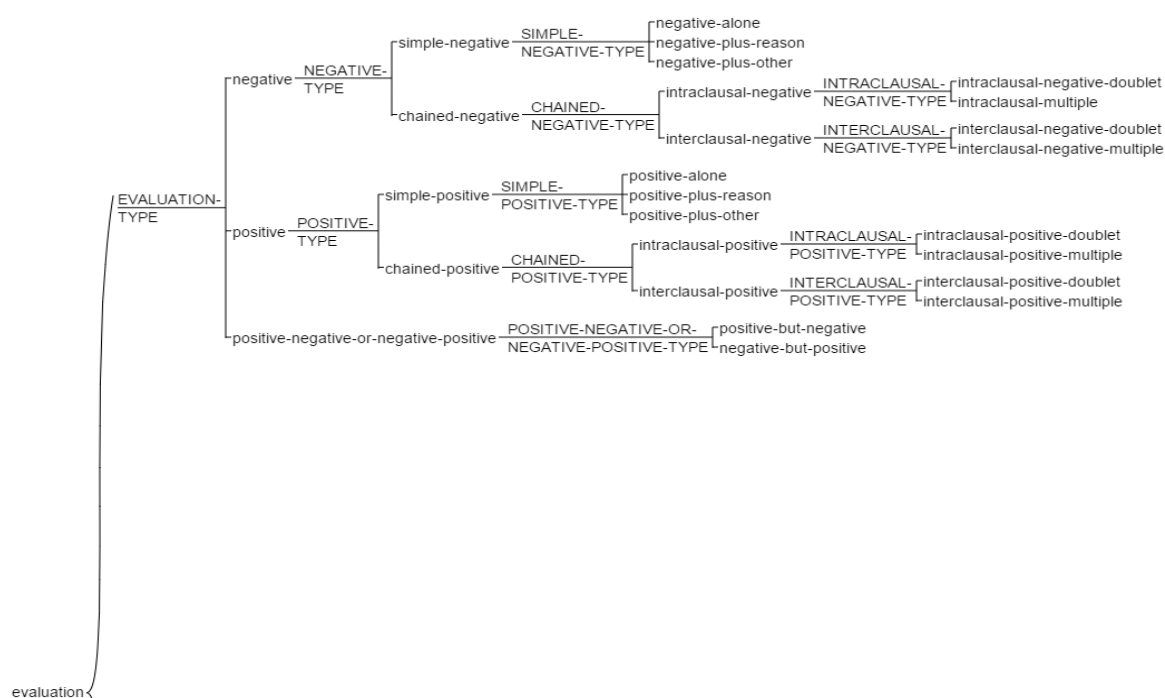 negative-alone
simple-negative SIMPLE- negative-plus-reason
NEGATIVE-TYPE
negative-plus-other
negative NEGATIVE-
TYPE
INTRACLAUSAL- intraclausal-negative-doublet
intraclausal-negative
NEGATIVE-TYPE intraclausal-multiple
chained-negative CHAINED-
NEGATIVE-TYPE
INTERCLAUSAL- interclausal-negative-doublet
interclausal-negative
NEGATIVE-TYPE interclausal-negative-multiple
positive-alone
simple-positive SIMPLE- positive-plus-reason
POSITIVE-TYPE
positive-plus-other
EVALUATION-
TYPE
positive POSITIVE-
TYPE
INTRACLAUSAL- intraclausal-positive-doublet
intraclausal-positive
POSITIVE-TYPE intraclausal-positive-multiple
chained-positive CHAINED-
POSITIVE-TYPE
INTERCLAUSAL- interclausal-positive-doublet
interclausal-positive
POSITIVE-TYPE interclausal-positive-multiple
positive-negative-or-negative-positive POSITIVE-NEGATIVE-OR- positive-but-negative
NEGATIVE-POSITIVE-TYPE negative-but-positive
evaluation